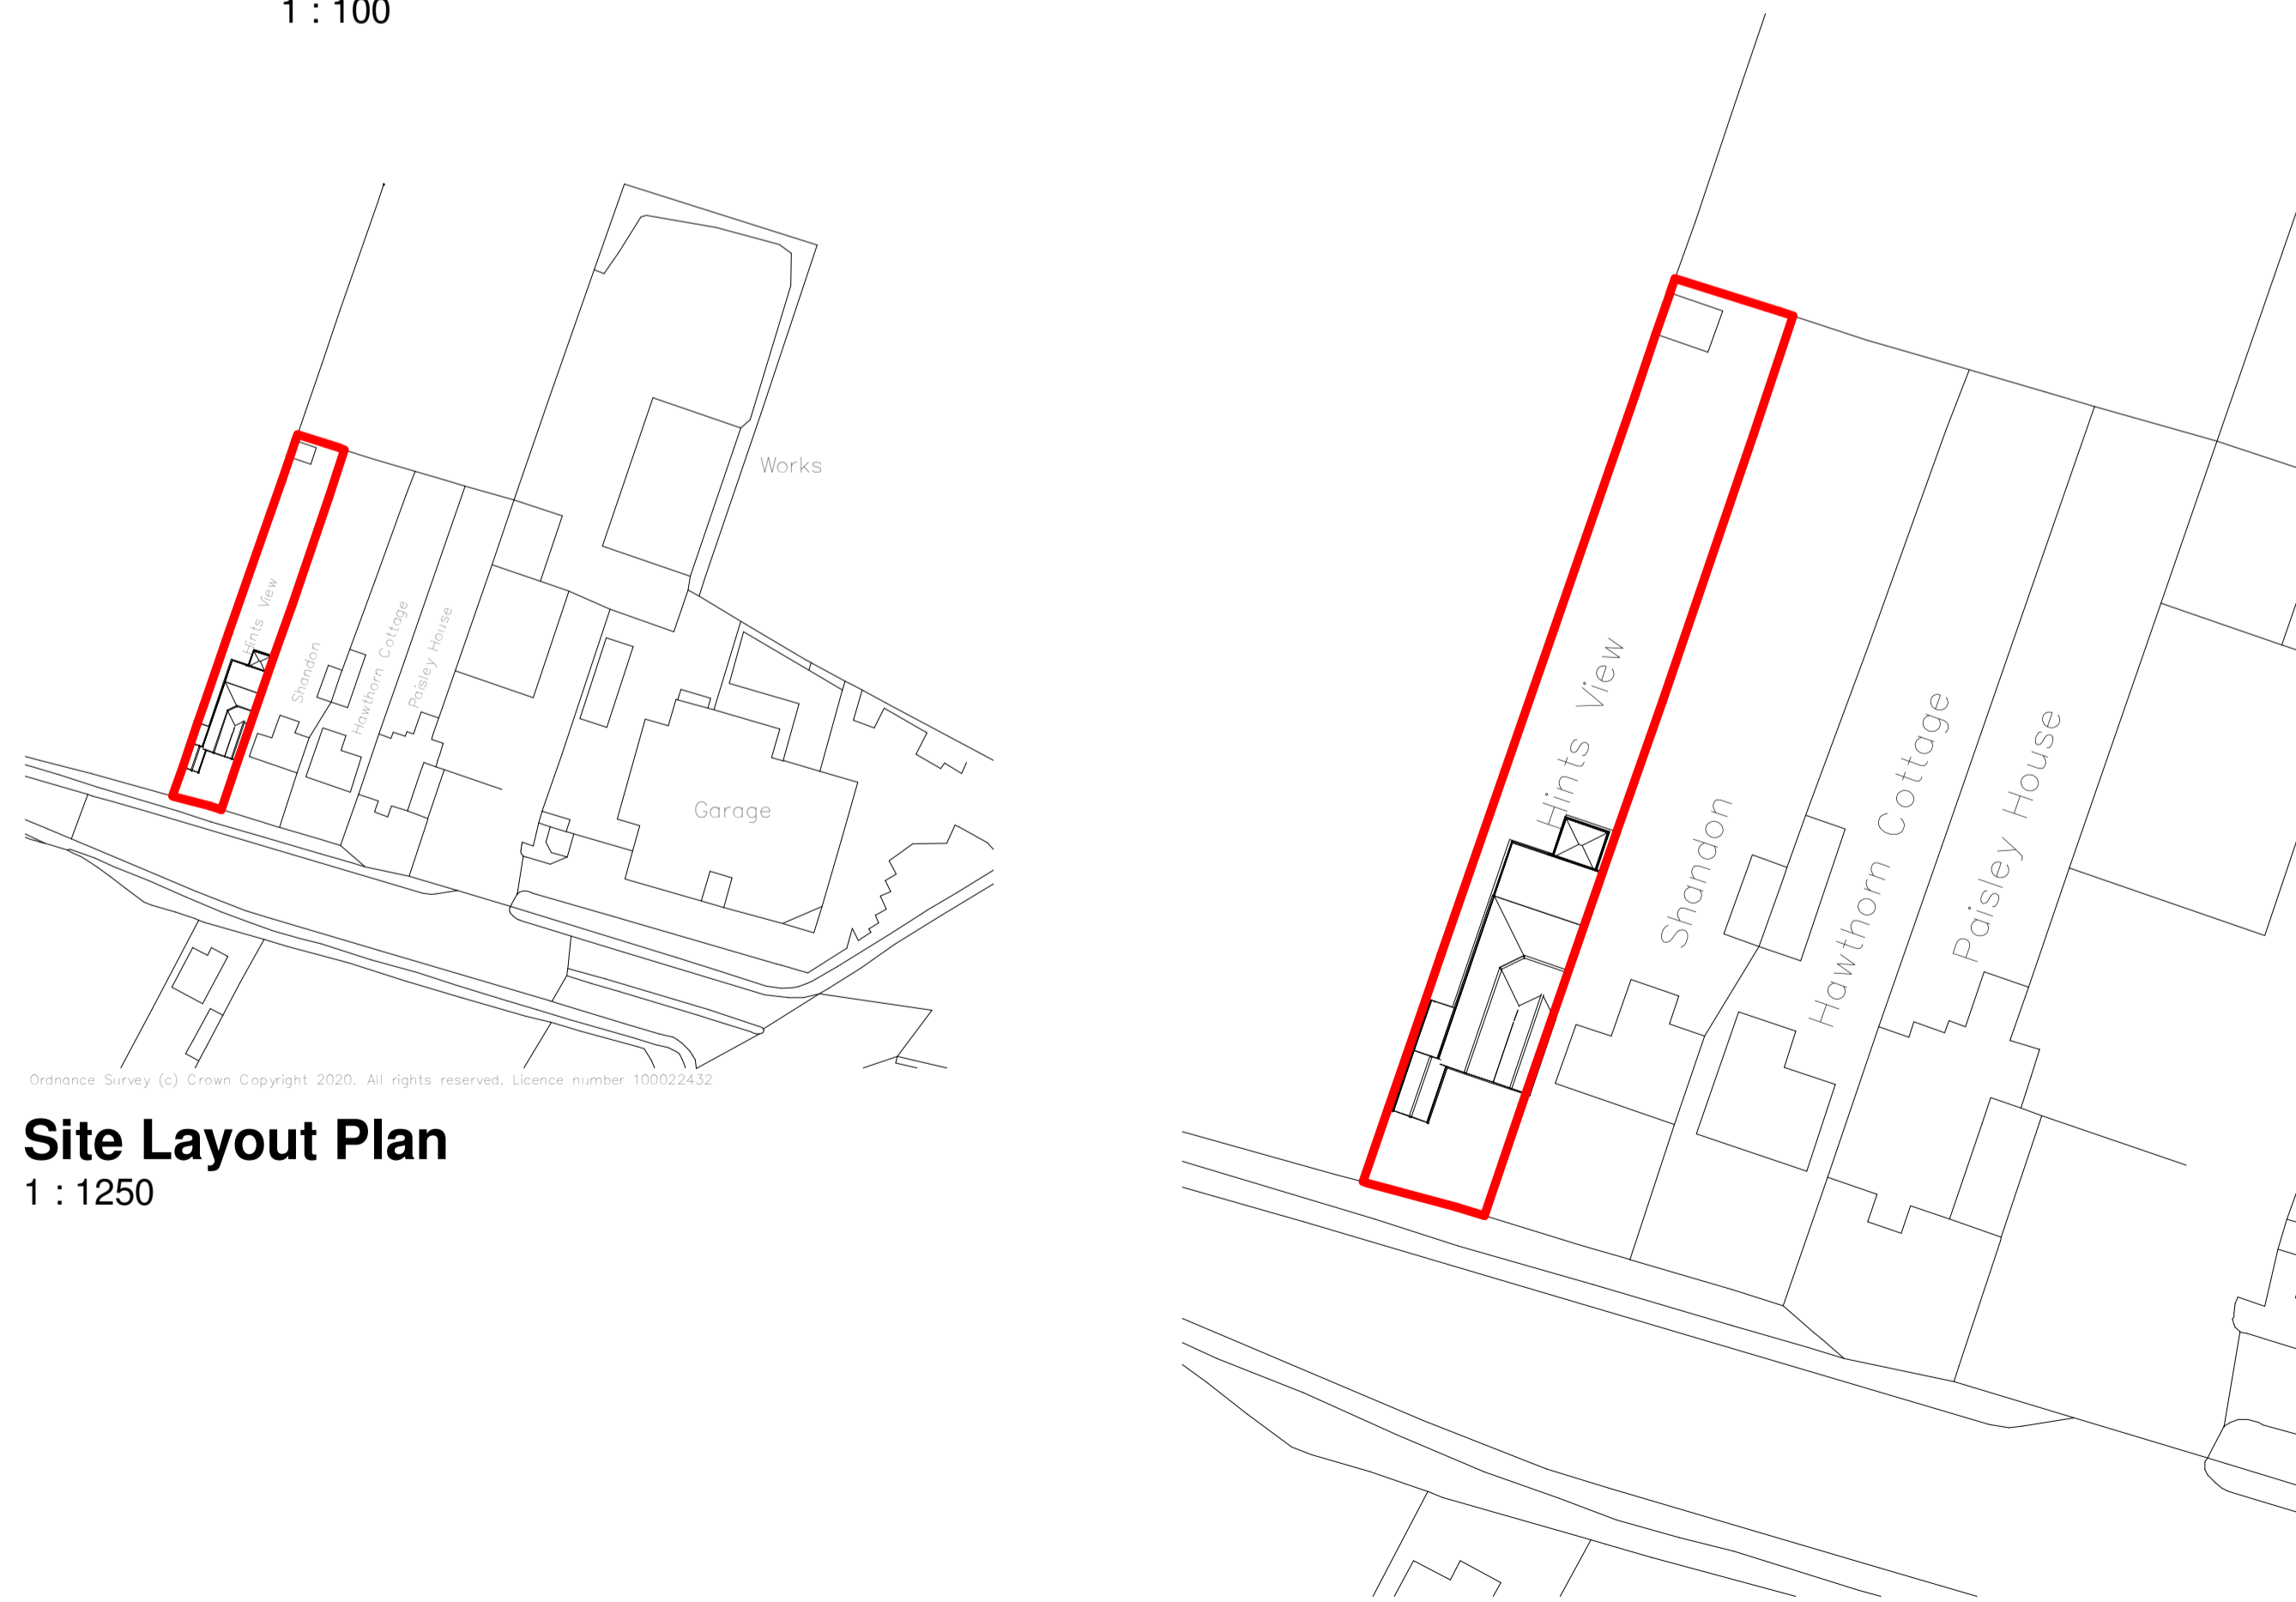 1 : 100
Works
Hints View
Shandon
Hawthorn Cottage
Paisley House
Garage
Ordnance Survey (c) Crown Copyright 2020. All rights reserved. Licence number 100022432
Site Layout Plan
1 : 1250
Hints View
Shandon
Hawthorn Cottage
Paisley House